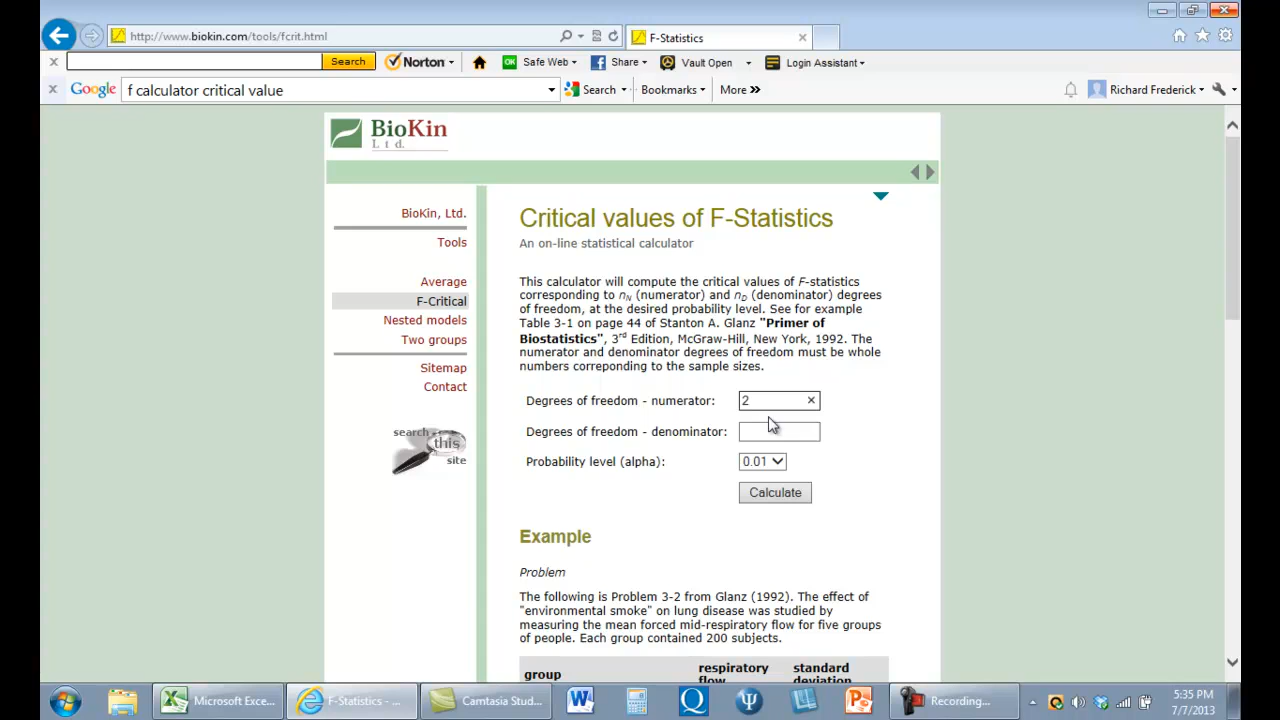 http://www.biokin.com/tools/fcrit.html
F-Statistics
Search
Norton
OK Safe Web
Share
Vault Open
Login Assistant
Google
f calculator critical value
Search
Bookmarks
More »
Richard Frederick
BioKin
Ltd.
BioKin, Ltd.
Tools
Average
F-Critical
Nested models
Two groups
Sitemap
Contact
search
this
site
Critical values of F-Statistics
An on-line statistical calculator
This calculator will compute the critical values of F-statistics
corresponding to nN (numerator) and nD (denominator) degrees
of freedom, at the desired probability level. See for example
Table 3-1 on page 44 of Stanton A. Glanz "Primer of
Biostatistics", 3rd Edition, McGraw-Hill, New York, 1992. The
numerator and denominator degrees of freedom must be whole
numbers correponding to the sample sizes.
Degrees of freedom - numerator: 2
Degrees of freedom - denominator:
Probability level (alpha): 0.01
Calculate
Example
Problem
The following is Problem 3-2 from Glanz (1992). The effect of
"environmental smoke" on lung disease was studied by
measuring the mean forced mid-respiratory flow for five groups
of people. Each group contained 200 subjects.
group
respiratory flow
standard deviation
Microsoft Exce...
F-Statistics - ...
Camtasia Stud...
Recording...
5:35 PM
7/7/2013